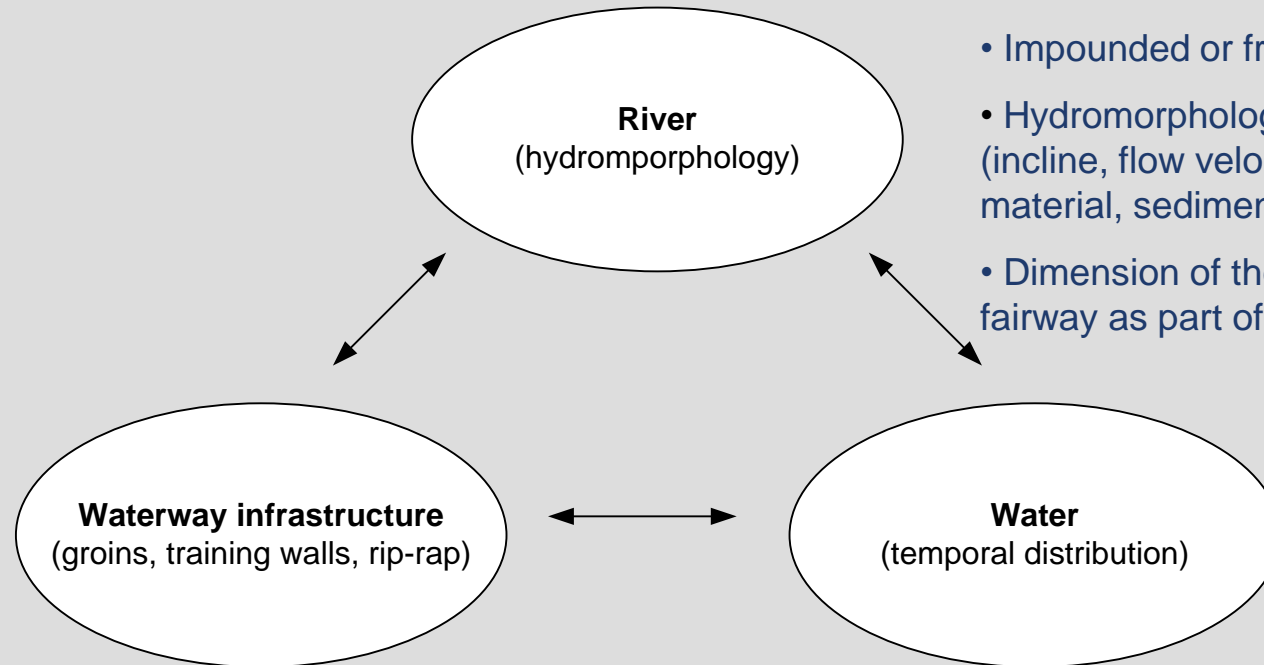 River
(hydromporphology)
• Impounded or
• Hydromorpholog
(incline, flow velo
material, sedimen
• Dimension of the
fairway as part of
Waterway infrastructure
(groins, training walls, rip-rap)
Water
(temporal distribution)